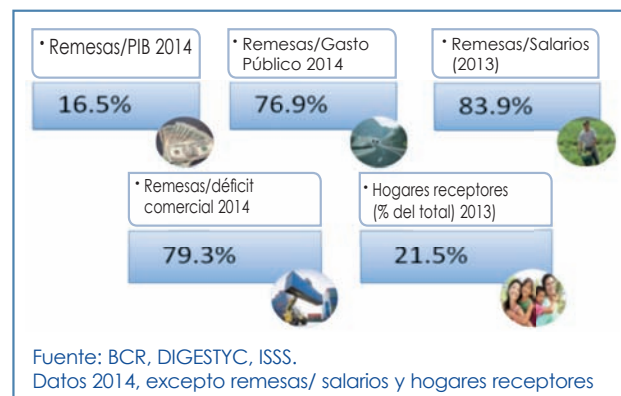 • Remesas/PIB 2014
16.5%
• Remesas/Gasto
Público 2014
76.9%
• Remesas/Salarios
(2013)
83.9%
• Remesas/déficit
comercial 2014
79.3%
• Hogares receptores
(% del total) 2013)
21.5%
Fuente: BCR, DIGESTYC, ISSS.
Datos 2014, excepto remesas/ salarios y hogares receptores